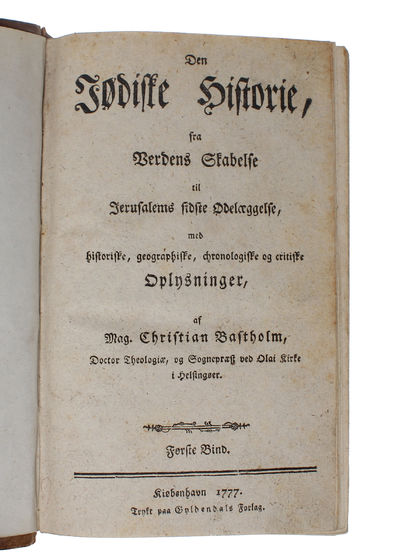 Den
Jødiske Historie,
fra
Verdens Skabelse
til
Jerusalems sidste Ødelæggelse,
med
historiske, geographiske, chronologiske og critiske
Oplysninger,
af
Mag. Christian Bastholm,
Doctor Theologiæ, og Sognepræst ved Olai Kirke
i Helsingøer.
Første Bind.
Kiøbenhavn 1777.
Trykt paa Gyldendals Forlag.